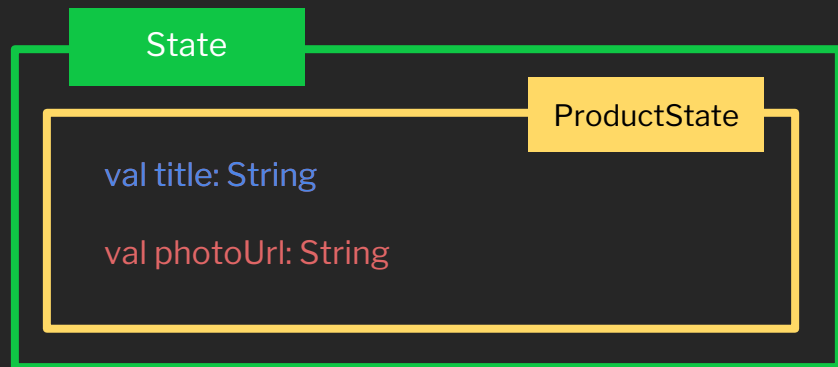 State
ProductState
val title: String
val photoUrl: String